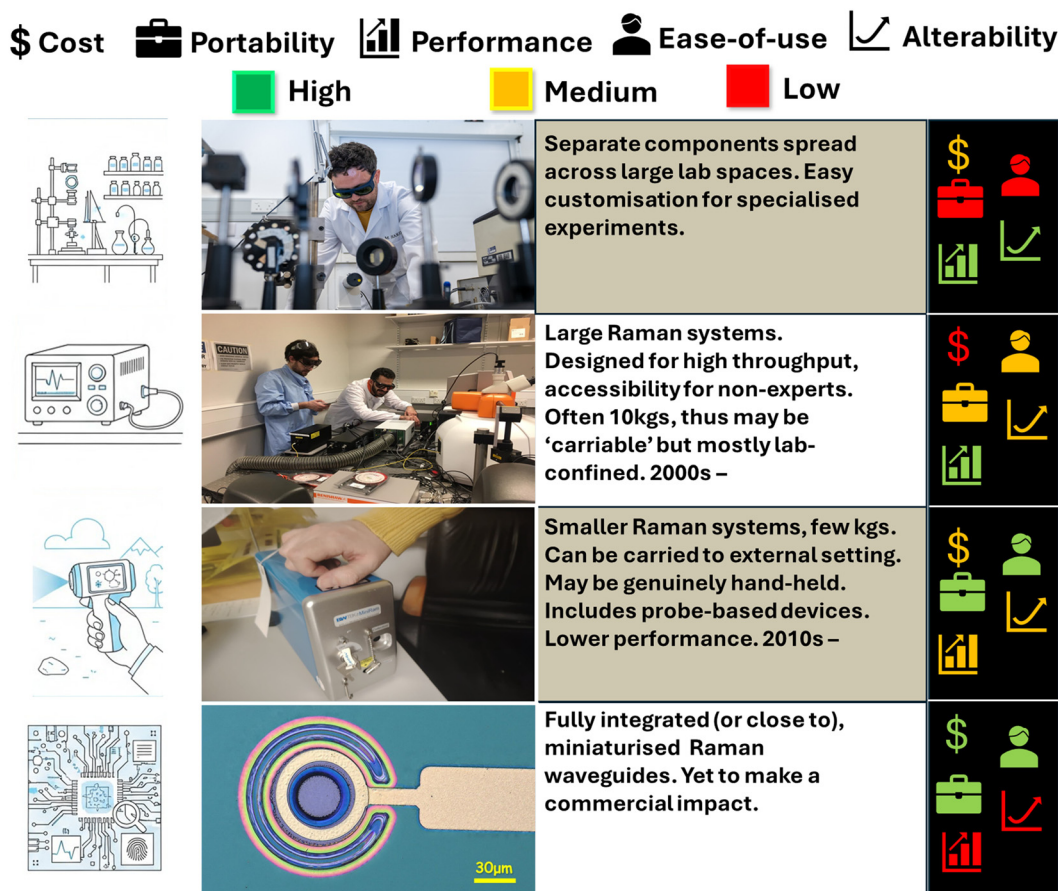 $ Cost Portability Performance Ease-of-use Alterability
High Medium Low
Separate components spread
across large lab spaces. Easy
customisation for specialised
experiments.
$
CAUTION
Large Raman systems.
Designed for high throughput,
accessibility for non-experts.
Often 10kgs, thus may be
‘carriable’ but mostly lab-
confined. 2000s –
$
Smaller Raman systems, few kgs.
Can be carried to external setting.
May be genuinely hand-held.
Includes probe-based devices.
Lower performance. 2010s –
$
Fully integrated (or close to),
miniaturised Raman
waveguides. Yet to make a
commercial impact.
$
30µm